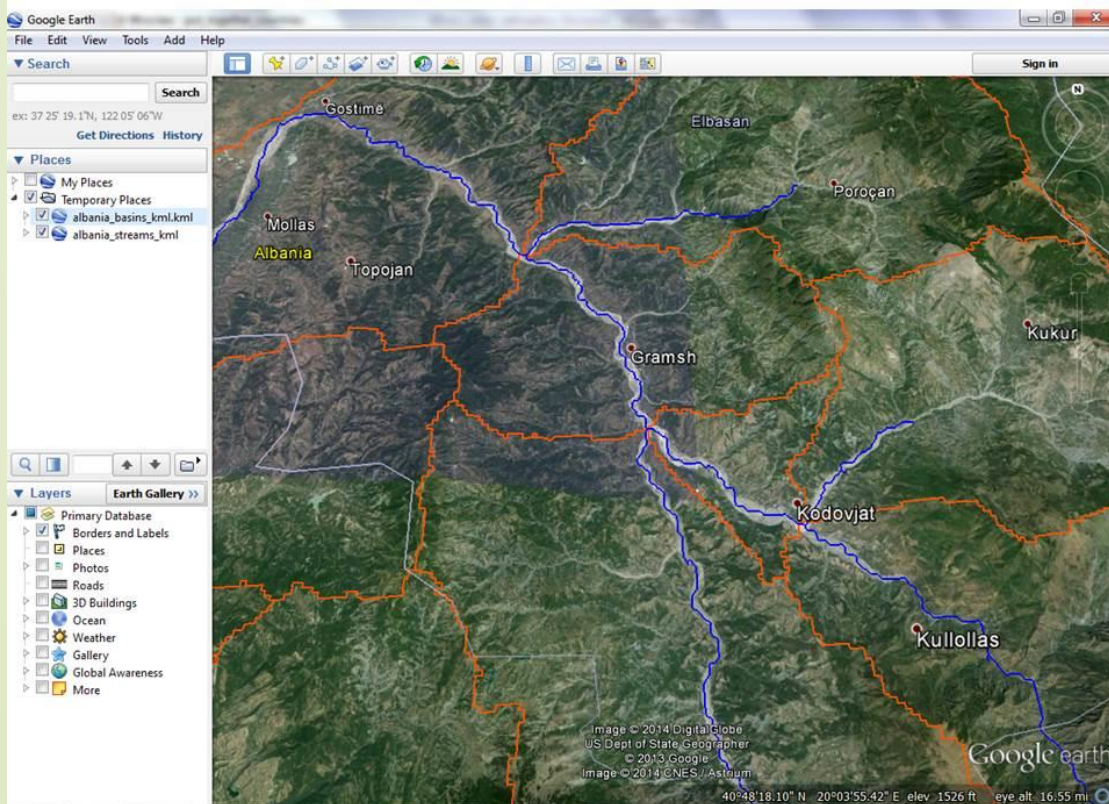 Google Earth
File Edit View Tools Add Help
Search
Sign in
Search
ex: 37 25' 19.1"N, 122 05' 06"W
Get Directions History
Places
My Places
Temporary Places
albania_basins_kml.kml
albania_streams_kml
Layers
Earth Gallery >>
Primary Database
Borders and Labels
Places
Photos
Roads
3D Buildings
Ocean
Weather
Gallery
Global Awareness
More
Gostimë
Elbasan
N
Poroçan
Mollas
Albania
Topojan
Kukur
Gramsh
Kodovjat
Kullollas
Image © 2014 DigitalGlobe
US Dept of State Geographer
© 2013 Google
Image © 2014 CNES / Astrium
Google earth
40°48'18.10" N 20°03'55.42" E elev 1526 ft eye alt 16.55 mi